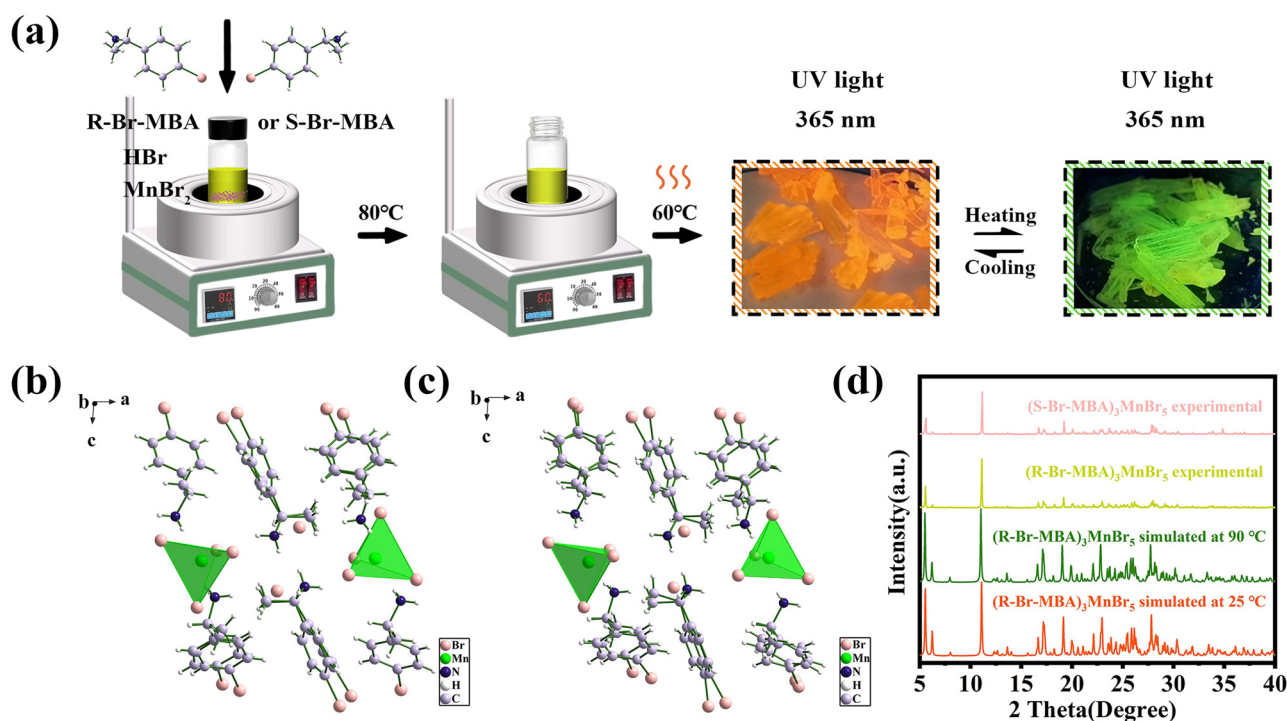 (a)
R-Br-MBA
or S-Br-MBA
HBr
MnBr₂
80℃
60℃
UV light
365 nm
Heating
Cooling
UV light
365 nm
(b)
b
a
c
Br
Mn
N
H
C
(c)
b
a
c
Br
Mn
N
H
C
(d)
Intensity(a.u.)
(S-Br-MBA)₃MnBr₅ experimental
(R-Br-MBA)₃MnBr₅ experimental
(R-Br-MBA)₃MnBr₅ simulated at 90 ℃
(R-Br-MBA)₃MnBr₅ simulated at 25 ℃
5 10 15 20 25 30 35 40
2 Theta(Degree)